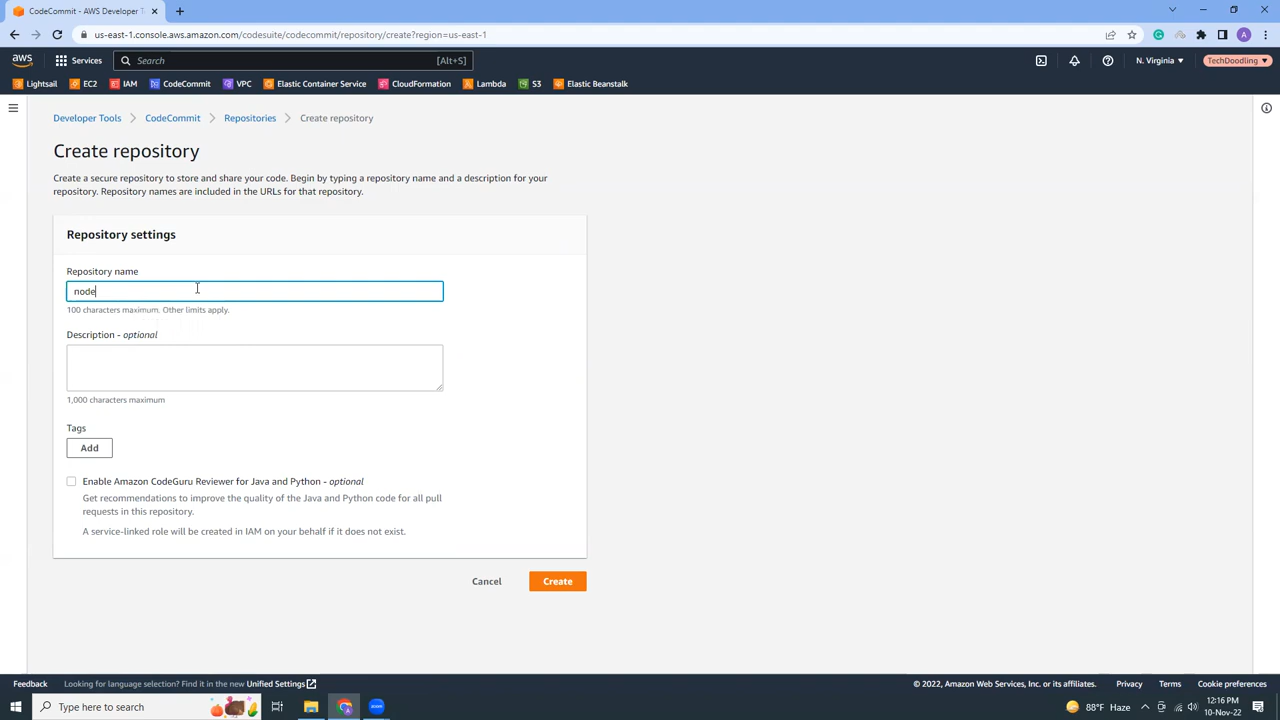 CodeCommit - AWS Developer Tools
us-east-1.console.aws.amazon.com/codesuite/codecommit/repository/create?region=us-east-1
A
aws Services Search [Alt+S] N. Virginia TechDoodling
Lightsail EC2 IAM CodeCommit VPC Elastic Container Service CloudFormation Lambda S3 Elastic Beanstalk
Developer Tools CodeCommit Repositories Create repository
Create repository
Create a secure repository to store and share your code. Begin by typing a repository name and a description for your
repository. Repository names are included in the URLs for that repository.
Repository settings
Repository name
node
100 characters maximum. Other limits apply.
Description - optional
1,000 characters maximum
Tags
Add
Enable Amazon CodeGuru Reviewer for Java and Python - optional
Get recommendations to improve the quality of the Java and Python code for all pull
requests in this repository.
A service-linked role will be created in IAM on your behalf if it does not exist.
Cancel Create
Feedback Looking for language selection? Find it in the new Unified Settings © 2022, Amazon Web Services, Inc. or its affiliates. Privacy Terms Cookie preferences
Type here to search 88°F Haze 12:16 PM
10-Nov-22